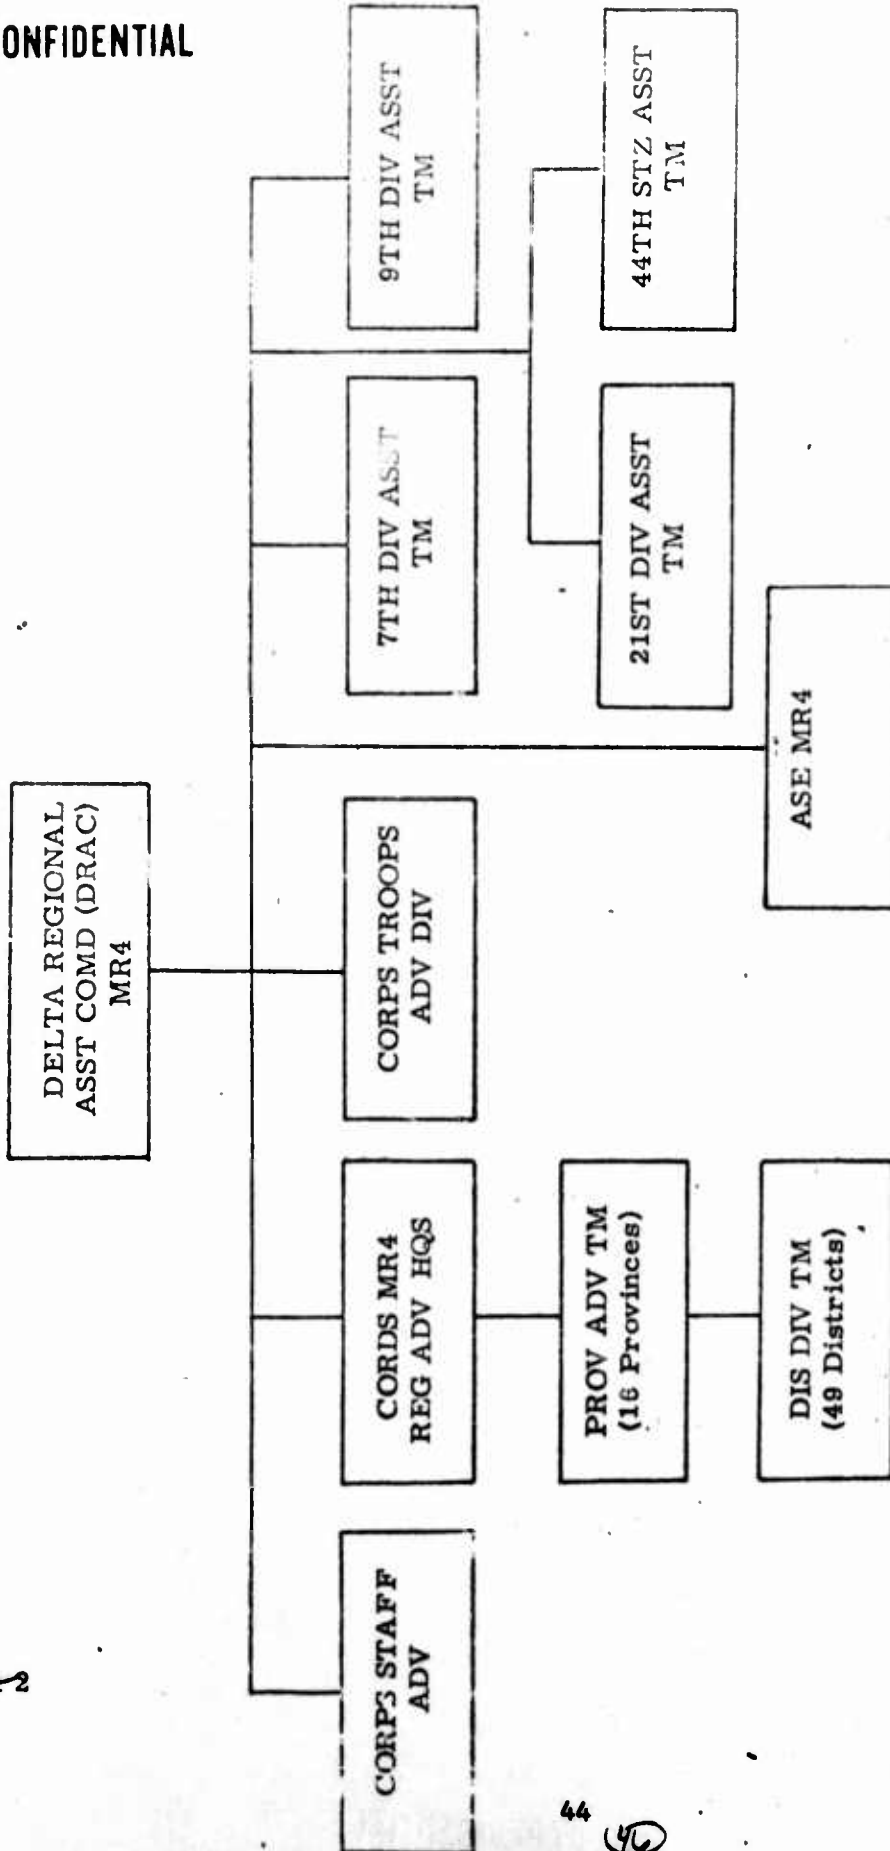 ONFIDENTIAL
DELTA REGIONAL
ASST COMD (DRAC)
MR4
CORPS STAFF
ADV
CORDS MR4
REG ADV HQS
CORPS TROOPS
ADV DIV
7TH DIV ASST
TM
9TH DIV ASST
TM
PROV ADV TM
(16 Provinces)
21ST DIV ASST
TM
44TH STZ ASST
TM
DIS DIV TM
(49 Districts)
ASE MR4
2
44
46